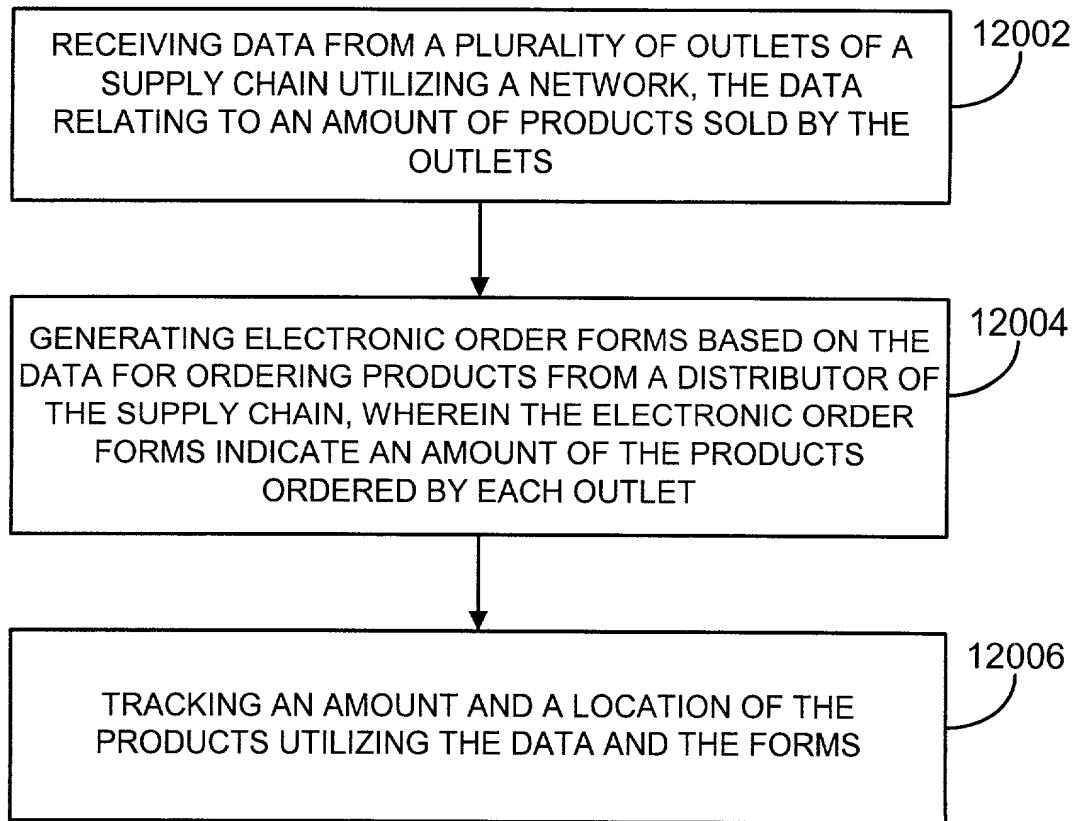 RECEIVING DATA FROM A PLURALITY OF OUTLETS OF A
SUPPLY CHAIN UTILIZING A NETWORK, THE DATA
RELATING TO AN AMOUNT OF PRODUCTS SOLD BY THE
OUTLETS
12002
GENERATING ELECTRONIC ORDER FORMS BASED ON THE
DATA FOR ORDERING PRODUCTS FROM A DISTRIBUTOR OF
THE SUPPLY CHAIN, WHEREIN THE ELECTRONIC ORDER
FORMS INDICATE AN AMOUNT OF THE PRODUCTS
ORDERED BY EACH OUTLET
12004
TRACKING AN AMOUNT AND A LOCATION OF THE
PRODUCTS UTILIZING THE DATA AND THE FORMS
12006